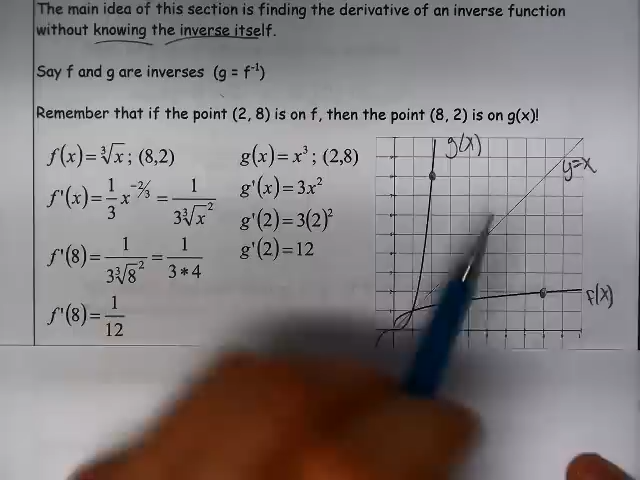 The main idea of this section is finding the derivative of an inverse function
without knowing the inverse itself.
Say f and g are inverses (g = f⁻¹)
Remember that if the point (2, 8) is on f, then the point (8, 2) is on g(x)!
f(x) = ∛x ; (8,2)
f'(x) = 1/3 x^(-2/3) = 1/(3∛x²)
f'(8) = 1/(3∛8²) = 1/(3*4)
f'(8) = 1/12
g(x) = x³ ; (2,8)
g'(x) = 3x²
g'(2) = 3(2)²
g'(2) = 12
g(x)
y=x
f(x)